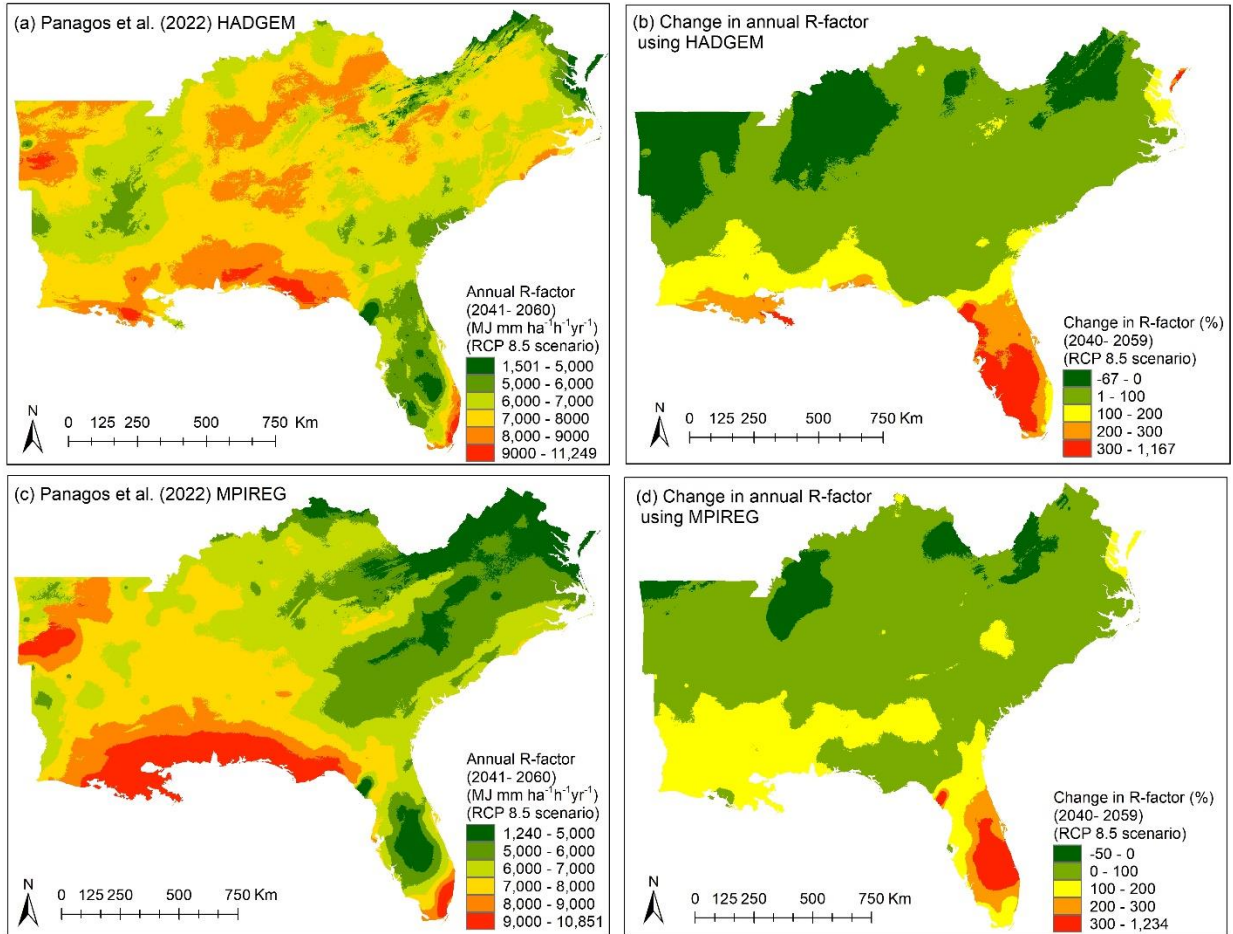 (a) Panagos et al. (2022) HADGEM
Annual R-factor
(2041- 2060)
(MJ mm ha⁻¹h⁻¹yr⁻¹)
(RCP 8.5 scenario)
1,501 - 5,000
5,000 - 6,000
6,000 - 7,000
7,000 - 8000
8,000 - 9000
9000 - 11,249
N
0 125 250 500 750 Km
(b) Change in annual R-factor
using HADGEM
Change in R-factor (%)
(2040- 2059)
(RCP 8.5 scenario)
-67 - 0
1 - 100
100 - 200
200 - 300
300 - 1,167
N
0 125 250 500 750 Km
(c) Panagos et al. (2022) MPIREG
Annual R-factor
(2041- 2060)
(MJ mm ha⁻¹h⁻¹yr⁻¹)
(RCP 8.5 scenario)
1,240 - 5,000
5,000 - 6,000
6,000 - 7,000
7,000 - 8,000
8,000 - 9,000
9,000 - 10,851
N
0 125 250 500 750 Km
(d) Change in annual R-factor
using MPIREG
Change in R-factor (%)
(2040- 2059)
(RCP 8.5 scenario)
-50 - 0
0 - 100
100 - 200
200 - 300
300 - 1,234
N
0 125 250 500 750 Km